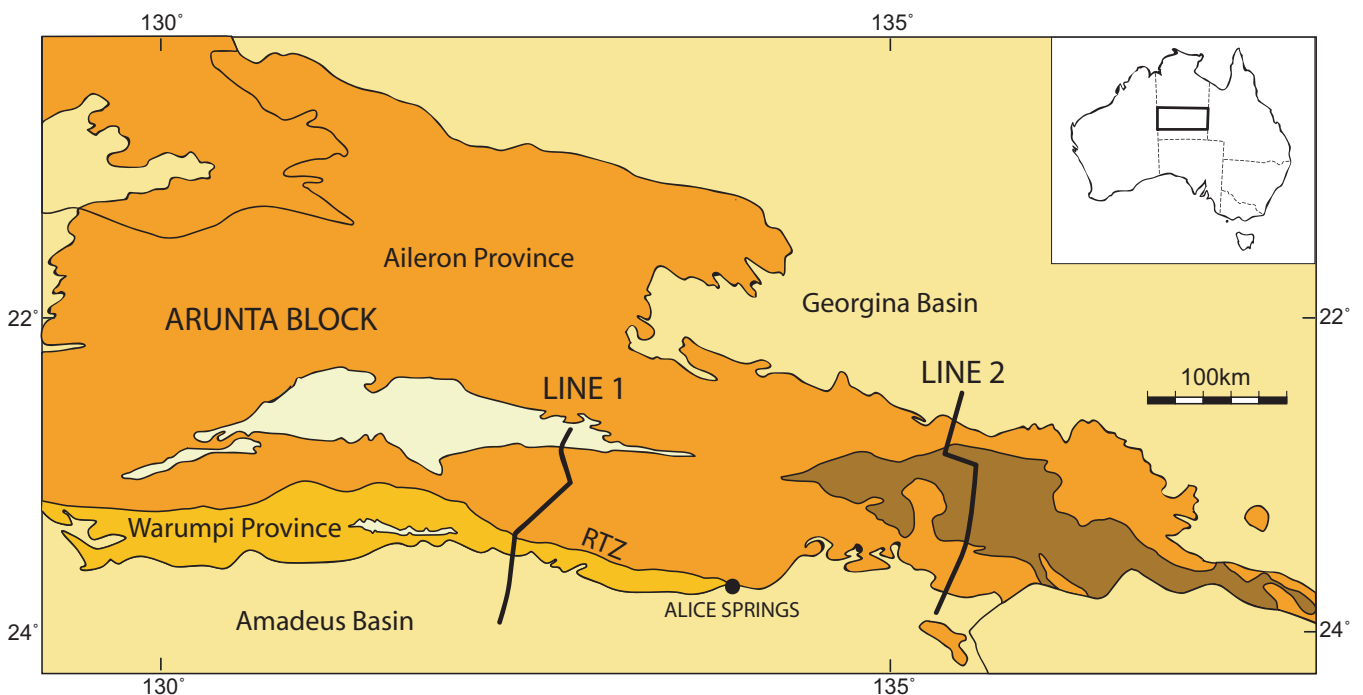 130°
135°
Aileron Province
Georgina Basin
22°
ARUNTA BLOCK
22°
LINE 1
LINE 2
100km
Warumpi Province
RTZ
ALICE SPRINGS
Amadeus Basin
24°
24°
130°
135°